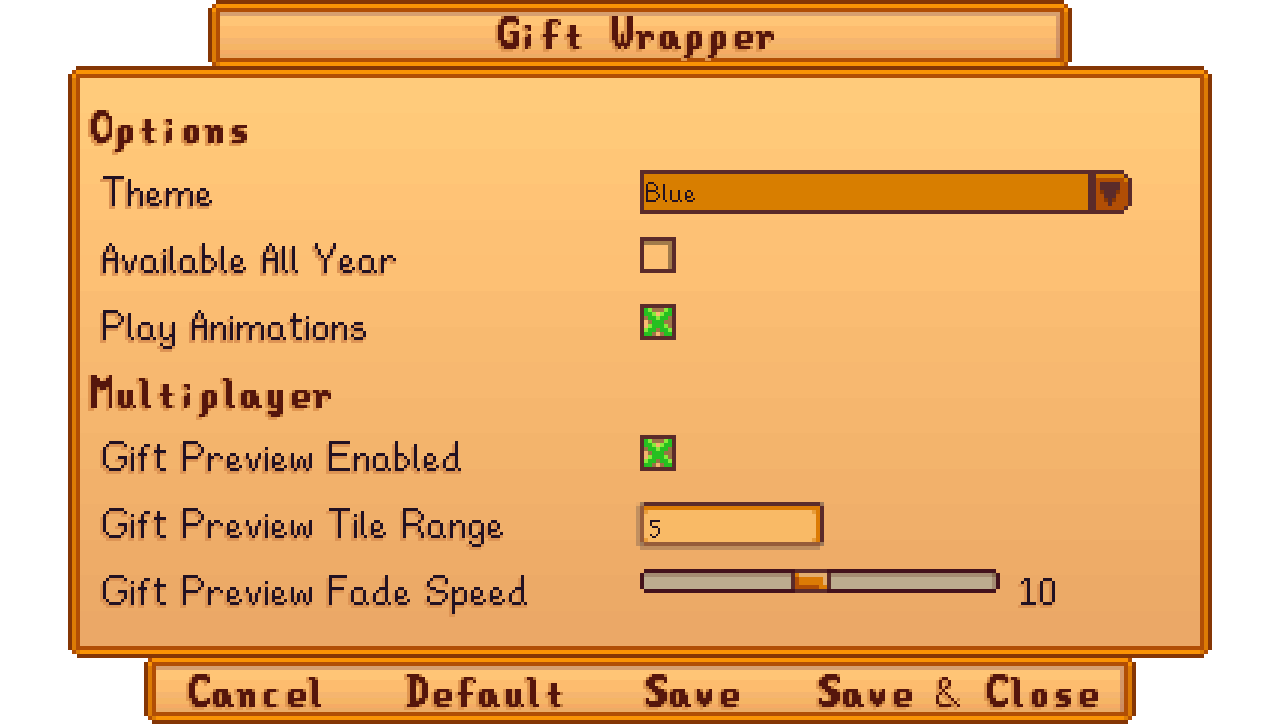 Gift Wrapper
Options
Theme Blue
Available All Year
Play Animations
Multiplayer
Gift Preview Enabled
Gift Preview Tile Range 5
Gift Preview Fade Speed 10
Cancel Default Save Save & Close